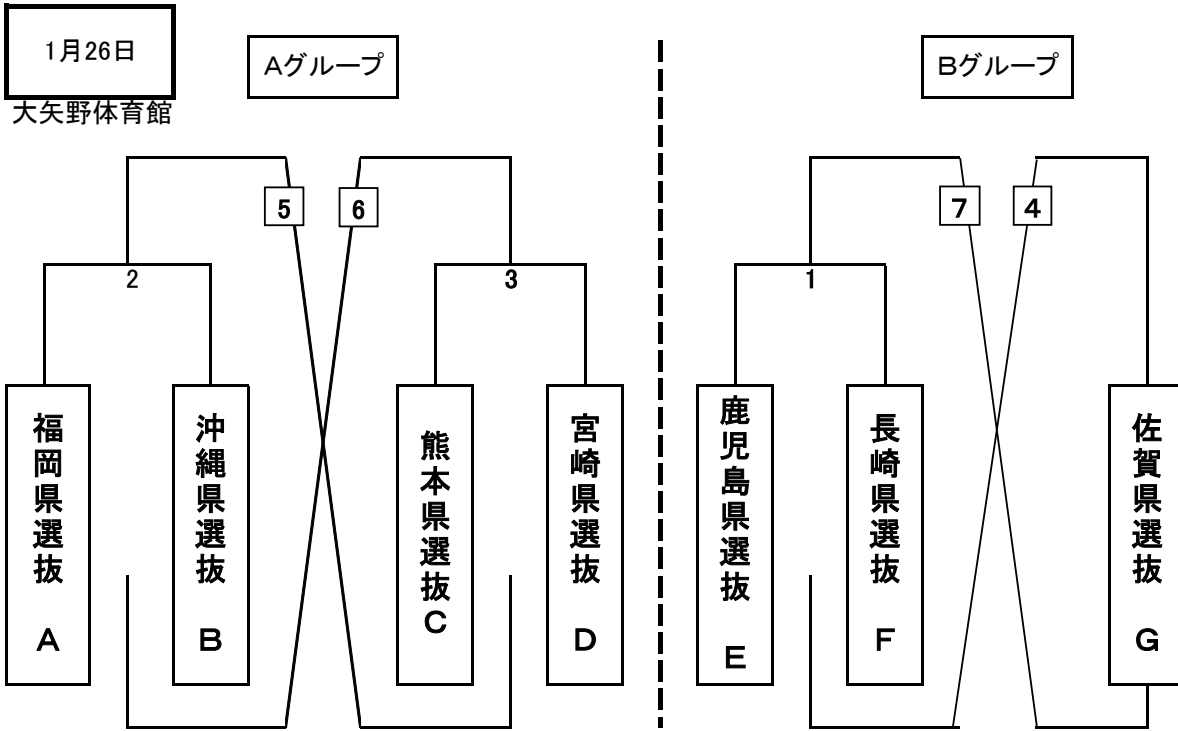 1月26日
大矢野体育館
Aグループ
Bグループ
5
6
7
4
2
3
1
福岡県選抜 A
沖縄県選抜 B
熊本県選抜 C
宮崎県選抜 D
鹿児島県選抜 E
長崎県選抜 F
佐賀県選抜 G